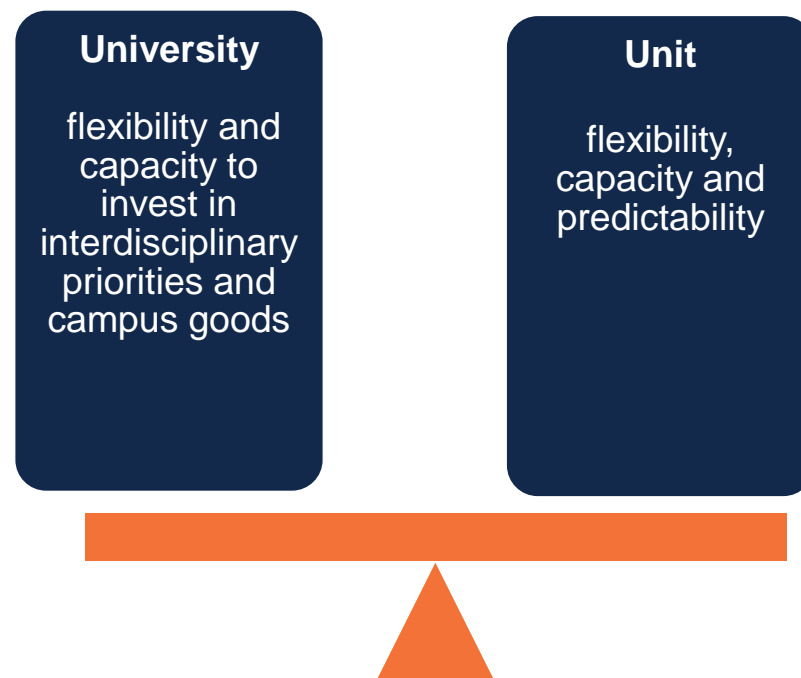 University
flexibility and
capacity to
invest in
interdisciplinary
priorities and
campus goods
Unit
flexibility,
capacity and
predictability